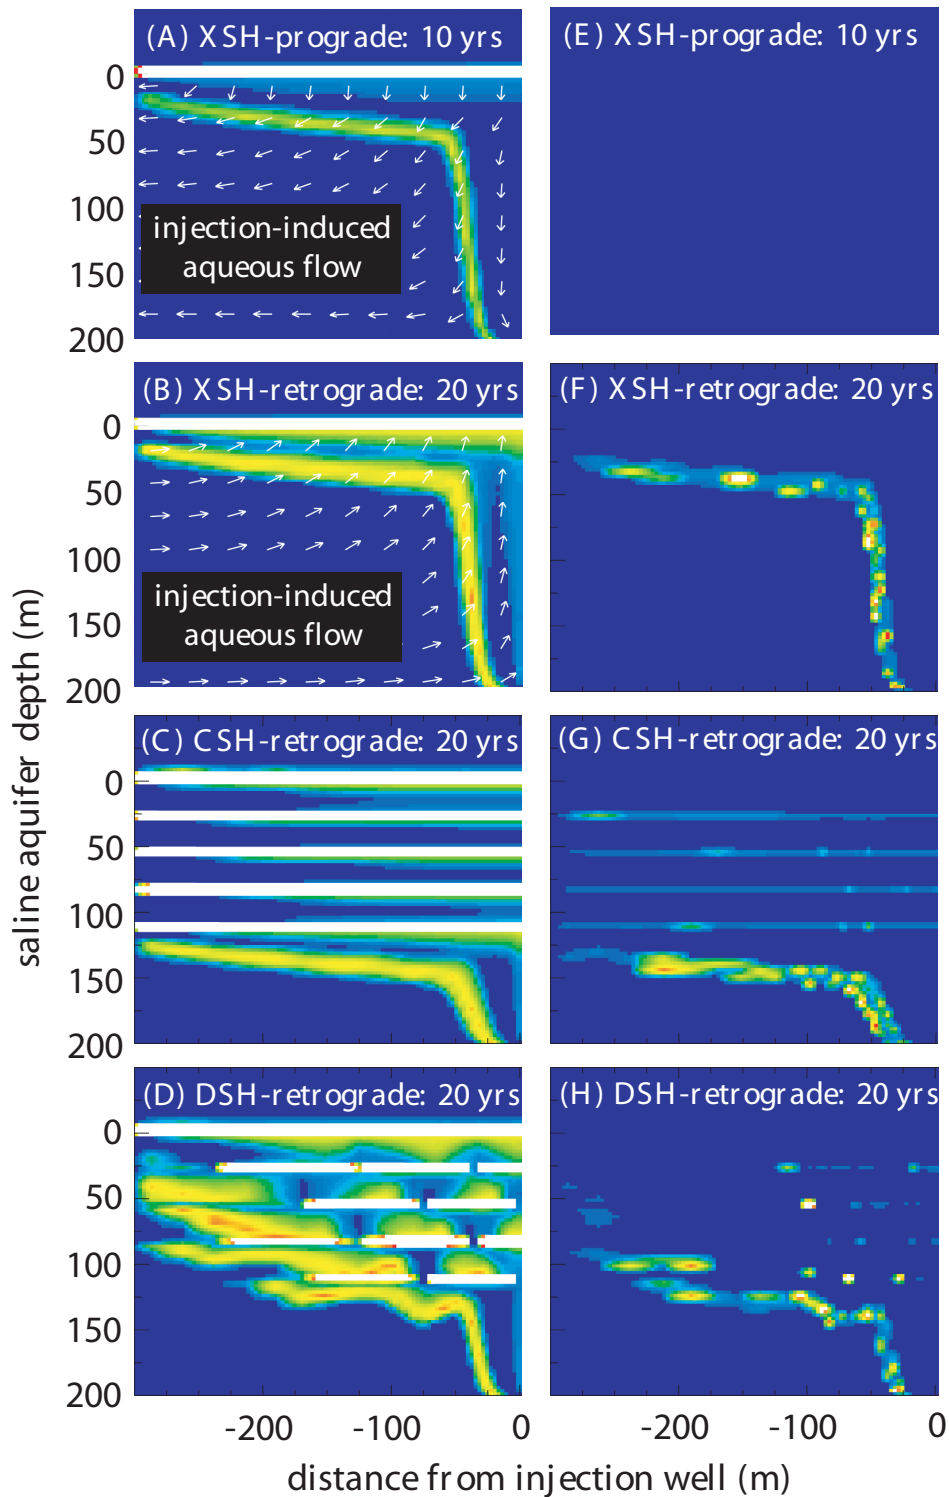 (A) XSH-prograde: 10 yrs
(E) XSH-prograde: 10 yrs
0
50
100
150
200
injection-induced
aqueous flow
(B) XSH-retrograde: 20 yrs
(F) XSH-retrograde: 20 yrs
0
50
100
150
200
injection-induced
aqueous flow
saline aquifer depth (m)
(C) CSH-retrograde: 20 yrs
(G) CSH-retrograde: 20 yrs
0
50
100
150
200
(D) DSH-retrograde: 20 yrs
(H) DSH-retrograde: 20 yrs
0
50
100
150
200
-200 -100 0 -200 -100 0
distance from injection well (m)